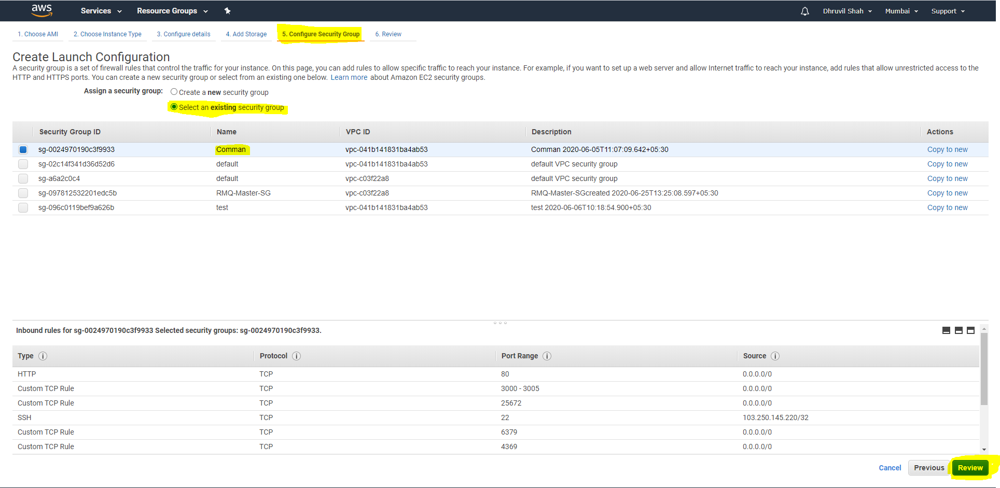 aws Services Resource Groups Dhruvil Shah Mumbai Support
1. Choose AMI 2. Choose Instance Type 3. Configure details 4. Add Storage 5. Configure Security Group 6. Review
Create Launch Configuration
A security group is a set of firewall rules that control the traffic for your instance. On this page, you can add rules to allow specific traffic to reach your instance. For example, if you want to set up a web server and allow Internet traffic to reach your instance, add rules that allow unrestricted access to the
HTTP and HTTPS ports. You can create a new security group or select from an existing one below. Learn more about Amazon EC2 security groups.
Assign a security group: Create a new security group
Select an existing security group
Security Group ID Name VPC ID Description Actions
sg-0024970190c3f9933 Comman vpc-041b141831ba4ab53 Comman 2020-06-05T11:07:09.642+05:30 Copy to new
sg-02c14f341d36d52d6 default vpc-041b141831ba4ab53 default VPC security group Copy to new
sg-a6a2c0c4 default vpc-c03f22a8 default VPC security group Copy to new
sg-097812532201edc5b RMQ-Master-SG vpc-c03f22a8 RMQ-Master-SGcreated 2020-06-25T13:25:08.597+05:30 Copy to new
sg-096c0119bef9a626b test vpc-041b141831ba4ab53 test 2020-06-06T10:18:54.900+05:30 Copy to new
Inbound rules for sg-0024970190c3f9933 Selected security groups: sg-0024970190c3f9933.
Type Protocol Port Range Source
HTTP TCP 80 0.0.0.0/0
Custom TCP Rule TCP 3000 - 3005 0.0.0.0/0
Custom TCP Rule TCP 25672 0.0.0.0/0
SSH TCP 22 103.250.145.220/32
Custom TCP Rule TCP 6379 0.0.0.0/0
Custom TCP Rule TCP 4369 0.0.0.0/0
Cancel Previous Review